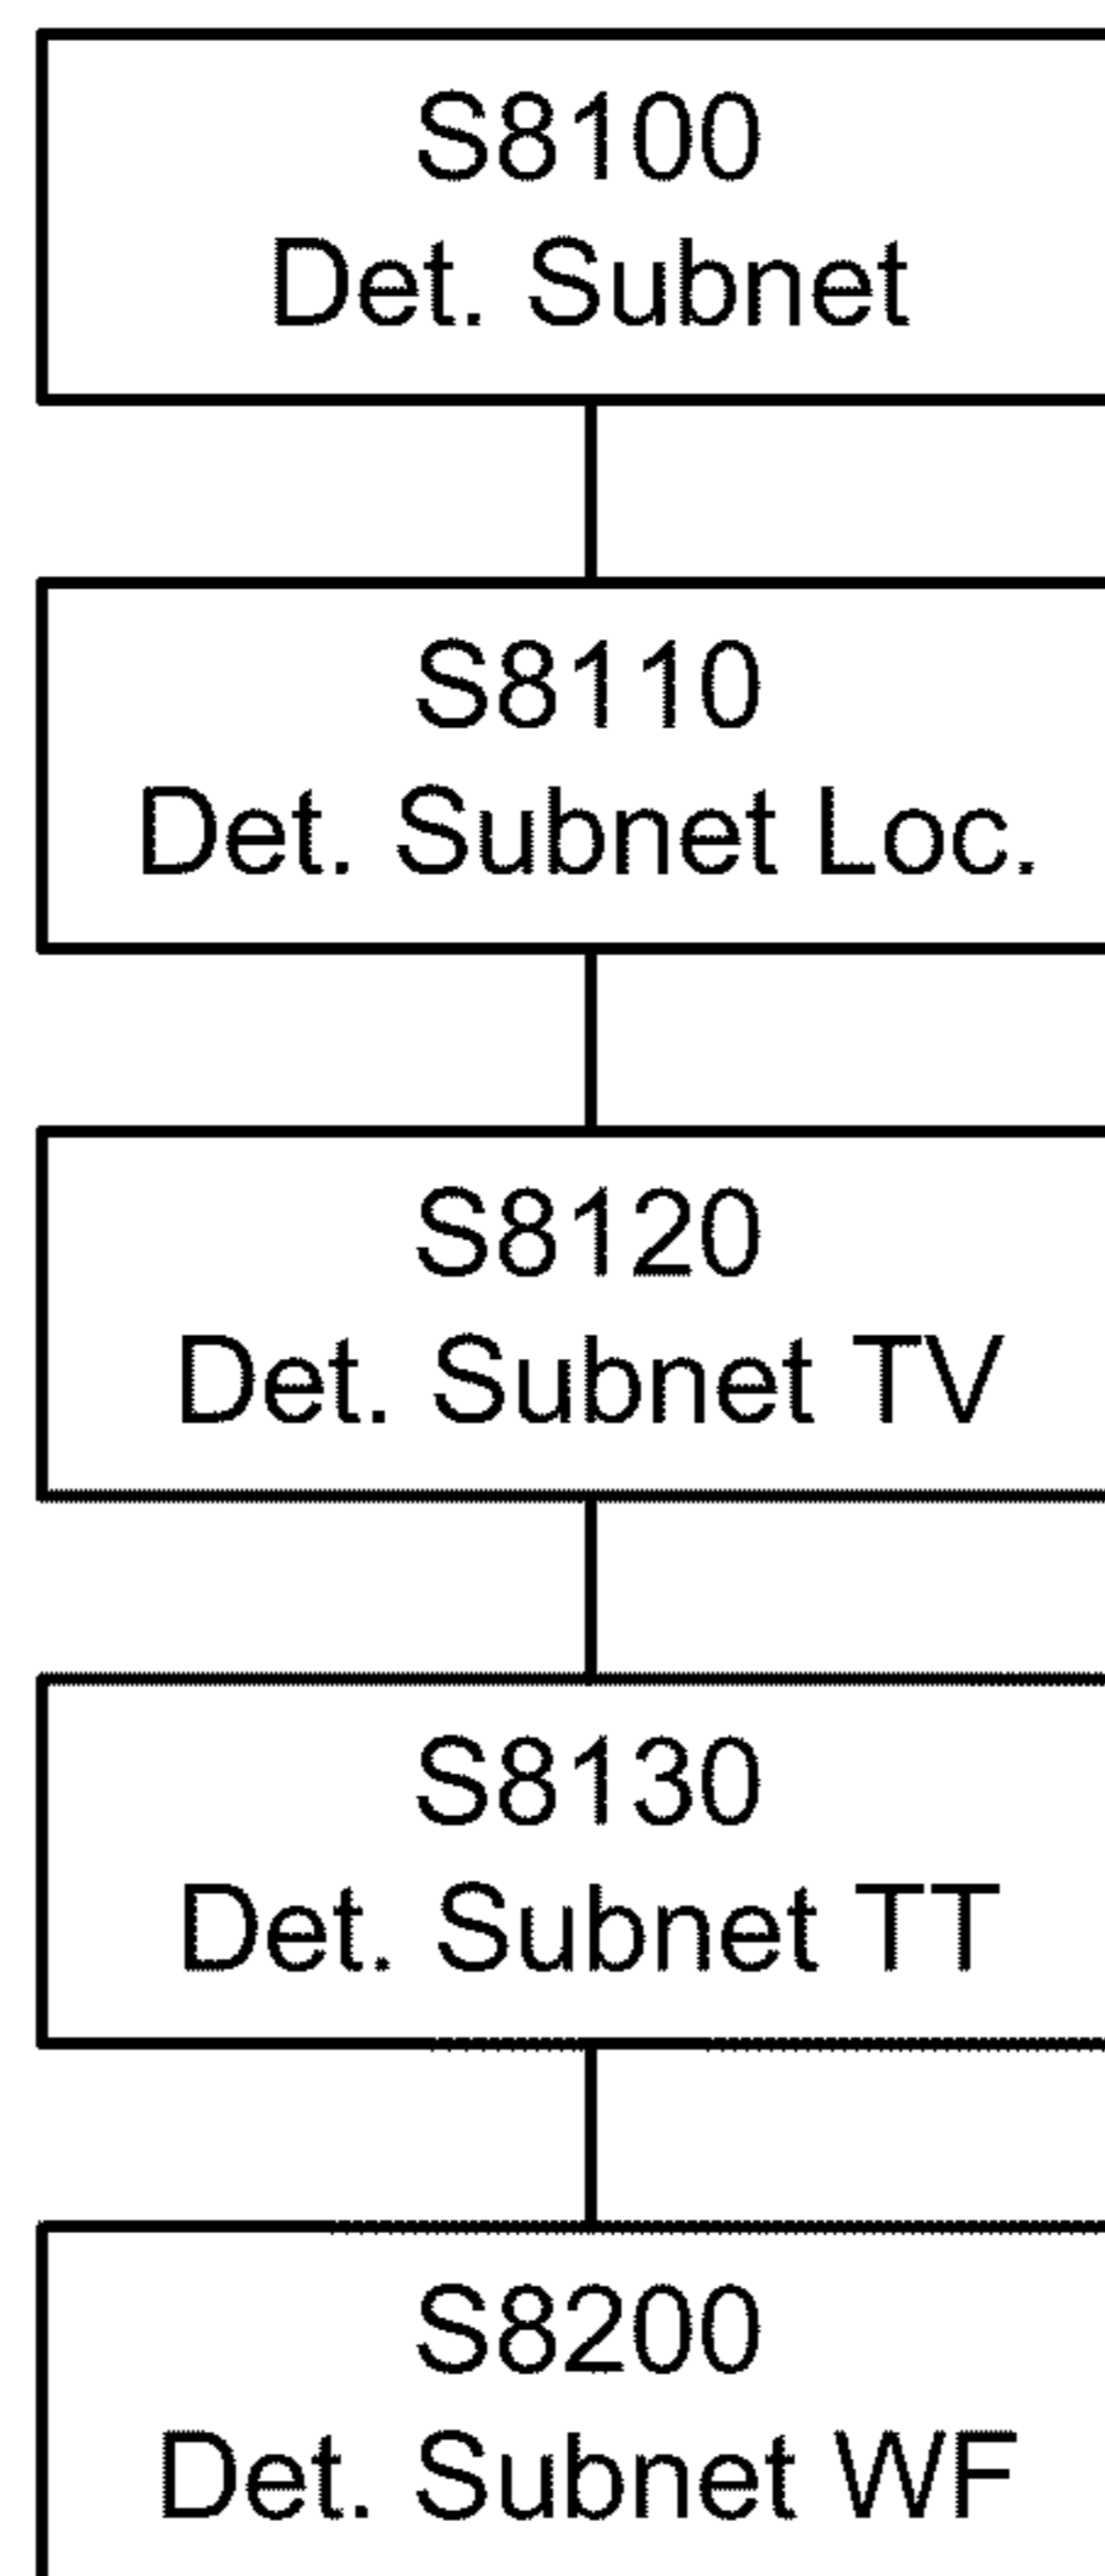 S8100
Det. Subnet
S8110
Det. Subnet Loc.
S8120
Det. Subnet TV
S8130
Det. Subnet TT
S8200
Det. Subnet WF